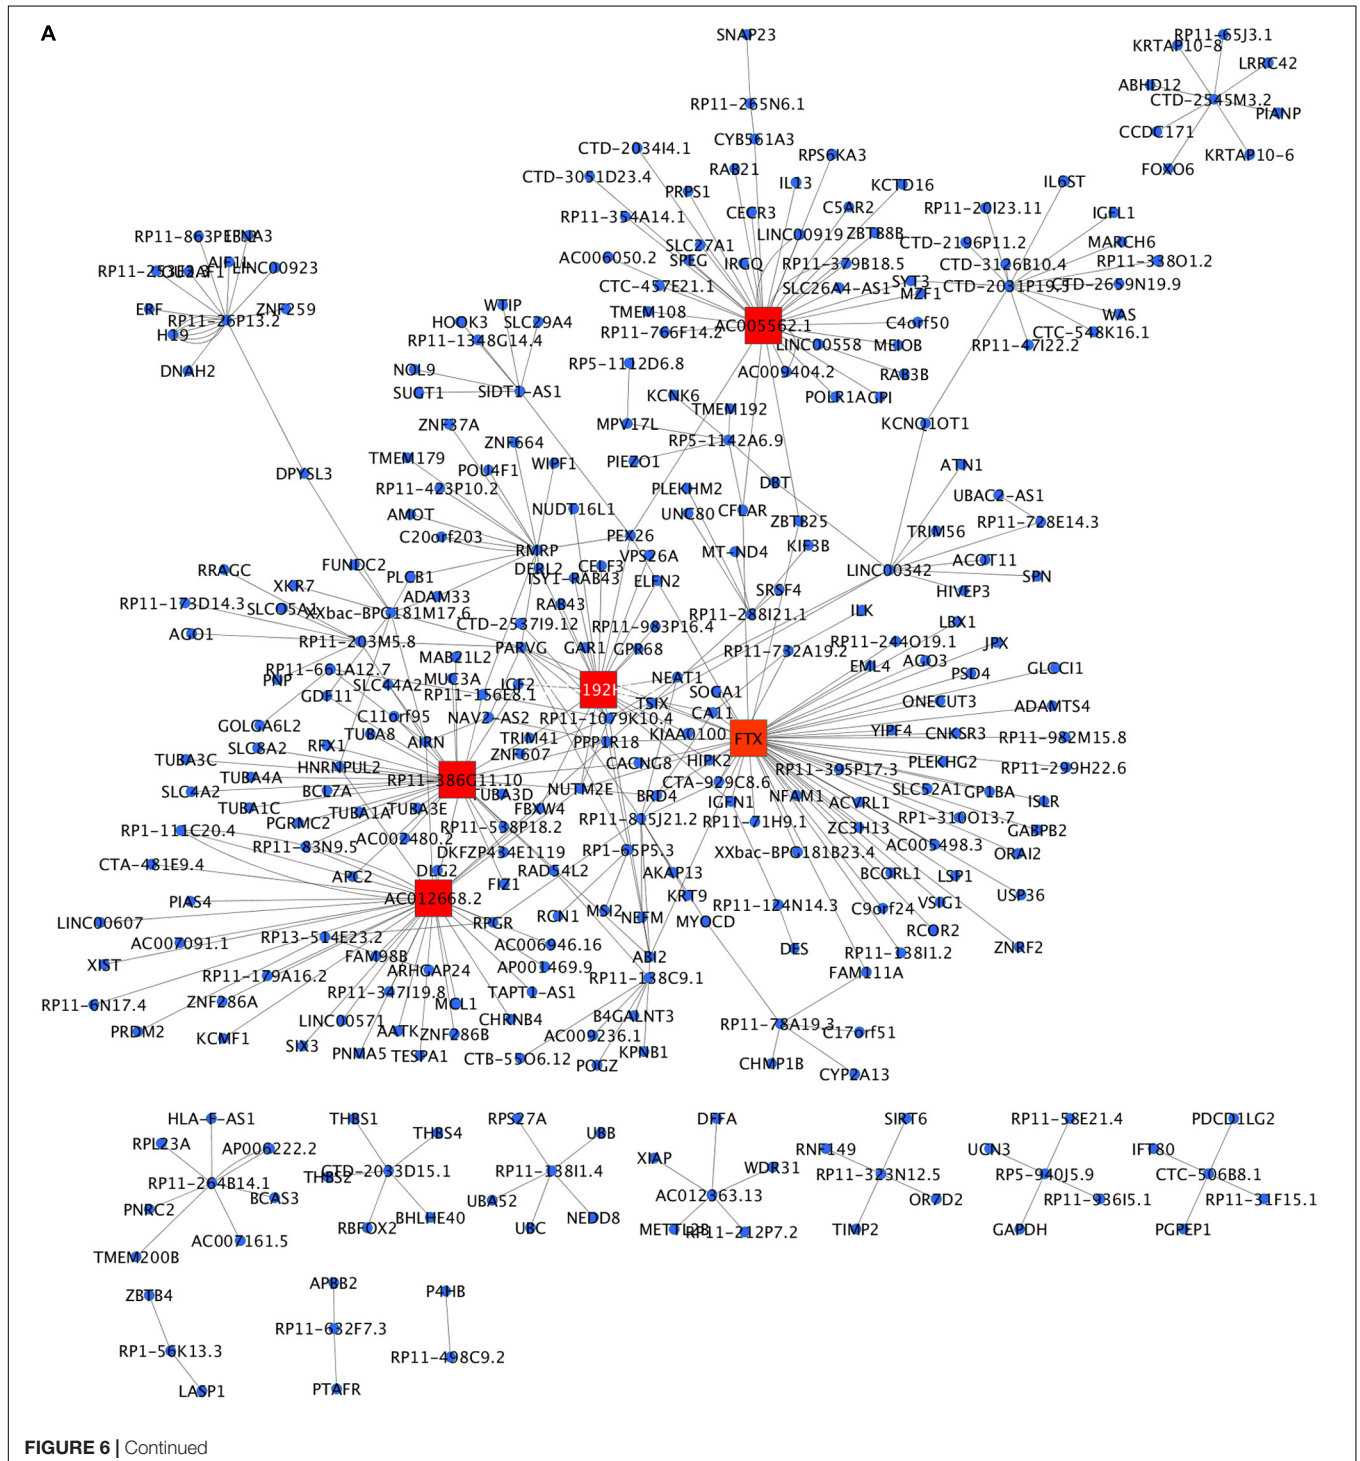 A
SNAP23
RP11-65J3.1
KRTAP10-8
LRRC42
ABHD12
CTD-2545M3.2
PIANP
CCDC171
KRTAP10-6
FOXO6
RP11-265N6.1
CYB561A3
CTD-2034I4.1
RPS6KA3
RAB21
CTD-3051D23.4
IL13
KCTD16
PRPS1
IL6ST
RP11-354A14.1
CECR3
C5AR2
RP11-20I23.11
IGFL1
LINC00919
ZBTB8B
SLC27A1
CTD-2196P11.2
MARCH6
AC006050.2
SPEG
IRGQ
RP11-379B18.5
CTD-3126B10.4
RP11-338O1.2
CTC-457E21.1
SLC26A4-AS1
SYT3
MZF1
CTD-2031P19.5
CTD-2659N19.9
TMEM108
AC005562.1
C4orf50
WAS
RP11-766F14.2
CTC-548K16.1
LINC00558
MEIOB
RP11-47I22.2
RP5-1112D6.8
AC009404.2
RAB3B
KCNK6
POLR1A
GPI
TMEM192
MPV17L
RP5-1142A6.9
KCNQ1OT1
PIEZO1
EFNA3
AIF1L
LINC00923
ERF
ZNF259
RP11-26P13.2
H19
DNAH2
WTIP
HOOK3
SLC29A4
RP11-1348G14.4
NOL9
SUGT1
SIDT1-AS1
ZNF37A
ZNF664
TMEM179
POU4F1
WIPF1
DPYSL3
RP11-423P10.2
DBT
ATN1
PLEKHM2
UBAC2-AS1
AMOT
NUDT16L1
UNC80
CFLAR
ZBTB25
RP11-728E14.3
C20orf203
PEX26
TRIM56
RMRP
VPS26A
MT-ND4
KIF3B
ACOT11
FUNDC2
DERL2
CELF3
LINC00342
RRAGC
PLCB1
ISY1-RAB43
ELFN2
SPN
XKR7
ADAM33
SRSF4
HIVEP3
RP11-173D14.3
SLCO5A1
XXbac-BPG181M17.6
RAB43
RP11-288I21.1
ILK
ACO1
CTD-2537I9.12
RP11-983P16.4
LBX1
RP11-203M5.8
PARVG
GAR1
GPR68
RP11-732A19.2
RP11-244O19.1
JPX
MAB21L2
EML4
AGO3
GLCCI1
RP11-661A12.7
PNP
MUC3A
IGF2
NEAT1
PSD4
GDF11
SLC44A2
RP11-156E8.1
-192H
SOCA1
ONECUT3
ADAMTS4
C11orf95
NAV2-AS2
RP11-1079K10.4
TSIX
CA11
GOLGA6L2
TUBA8
AIRN
TRIM41
PPP1R18
KIAA0100
FTX
YIPF4
CNKSR3
RP11-982M15.8
SLC8A2
RFX1
ZNF607
TUBA3C
HNRNPUL2
CACNG8
HIPK2
PLEKHG2
RP11-299H22.6
TUBA4A
RP11-386G11.10
CTA-929C8.6
RP11-395P17.3
SLC4A2
BCL7A
TUBA3D
NUTM2E
BRD4
IGFN1
NFAM1
SLC52A1
GP1BA
ISLR
TUBA1C
TUBA1A
TUBA3E
FBXW4
ACVRL1
PGRMC2
RP11-815J21.2
RP11-71H9.1
RP1-310O13.7
RP1-111C20.4
RP11-538P18.2
ZC3H13
GABPB2
RP11-83N9.5
AC002480.2
RP1-65P5.3
XXbac-BPG181B23.4
AC005498.3
ORAI2
CTA-481E9.4
DKFZP434E1119
APC2
DLG2
RAD54L2
AKAP13
BCORL1
LSP1
FIZ1
USP36
PIAS4
AC012668.2
KRT9
RP11-124N14.3
C9orf24
VSIG1
LINC00607
RPGR
RCN1
MSI2
NEFM
MYOCD
RCOR2
AC007091.1
RP13-514E23.2
AC006946.16
DES
RP11-138I1.2
ZNRF2
XIST
FAM98B
ARHGAP24
AP001469.9
ABI2
FAM111A
RP11-179A16.2
RP11-138C9.1
RP11-6N17.4
ZNF286A
RP11-347I19.8
MCL1
TAPT1-AS1
PRDM2
LINC00571
CHRNB4
B4GALNT3
RP11-78A19.3
C17orf51
KCMF1
AATK
ZNF286B
AC009236.1
SIX3
PNMA5
TESPA1
CTB-55O6.12
KPNB1
POGZ
CHMP1B
CYP2A13
HLA-F-AS1
RPL23A
AP006222.2
RP11-264B14.1
PNRC2
BCAS3
AC007161.5
TMEM200B
THBS1
THBS4
THBS2
CTD-2033D15.1
RBFOX2
BHLHE40
RPS27A
UBB
RP11-138I1.4
UBA52
UBC
NEDD8
DFFA
XIAP
WDR31
AC012363.13
METTL2B
RP11-212P7.2
SIRT6
RNF149
RP11-323N12.5
OR7D2
TIMP2
RP11-58E21.4
UCN3
RP5-940J5.9
RP11-936I5.1
GAPDH
PDCD1LG2
IFT80
CTC-506B8.1
RP11-31F15.1
PGPEP1
ZBTB4
RP1-56K13.3
LASP1
APBB2
RP11-632F7.3
PTAFR
P4HB
RP11-498C9.2
FIGURE 6 | Continued